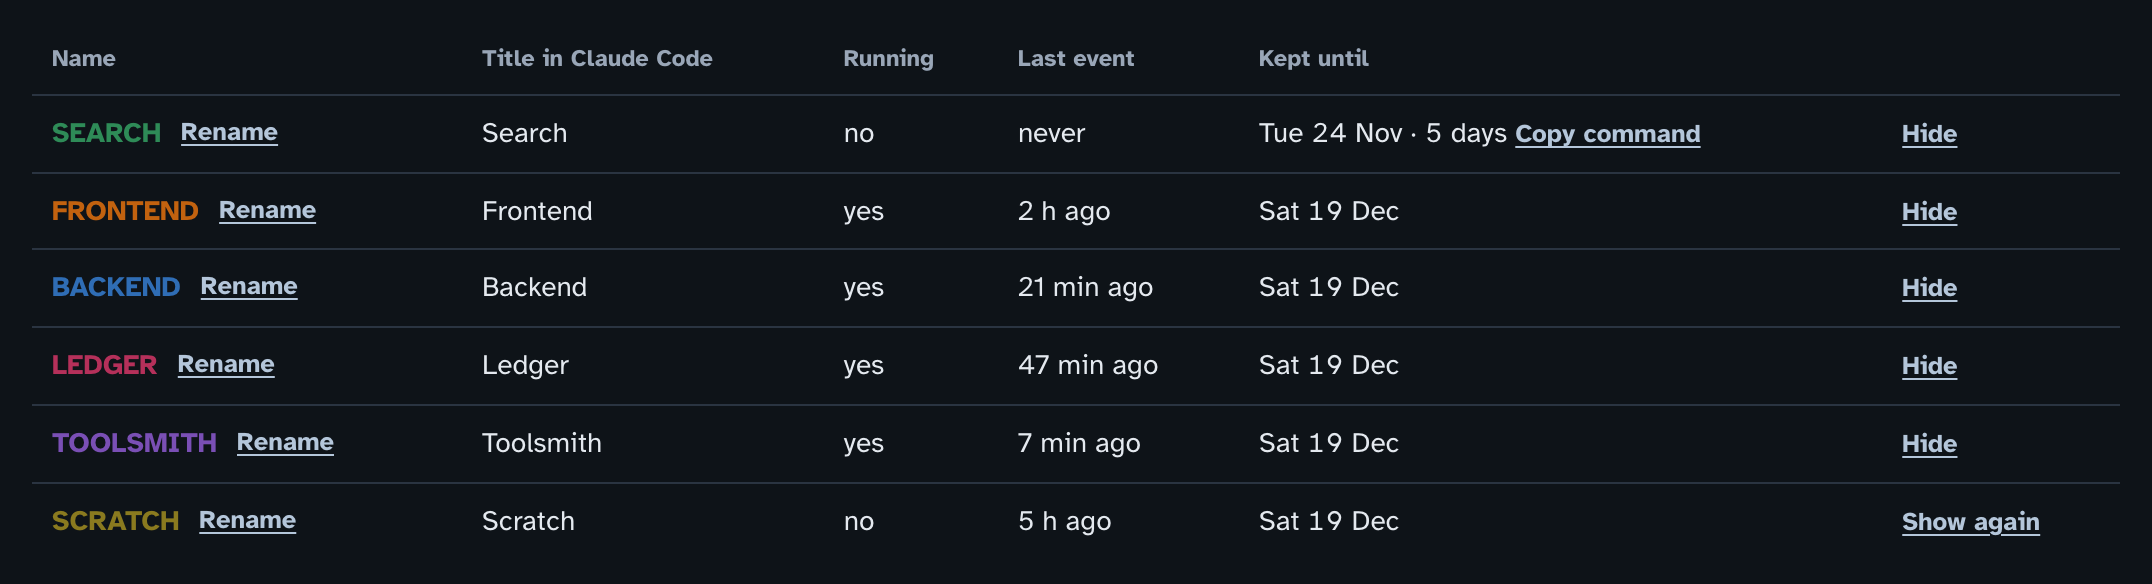 Name Title in Claude Code Running Last event Kept until
SEARCH Rename Search no never Tue 24 Nov · 5 days Copy command Hide
FRONTEND Rename Frontend yes 2 h ago Sat 19 Dec Hide
BACKEND Rename Backend yes 21 min ago Sat 19 Dec Hide
LEDGER Rename Ledger yes 47 min ago Sat 19 Dec Hide
TOOLSMITH Rename Toolsmith yes 7 min ago Sat 19 Dec Hide
SCRATCH Rename Scratch no 5 h ago Sat 19 Dec Show again